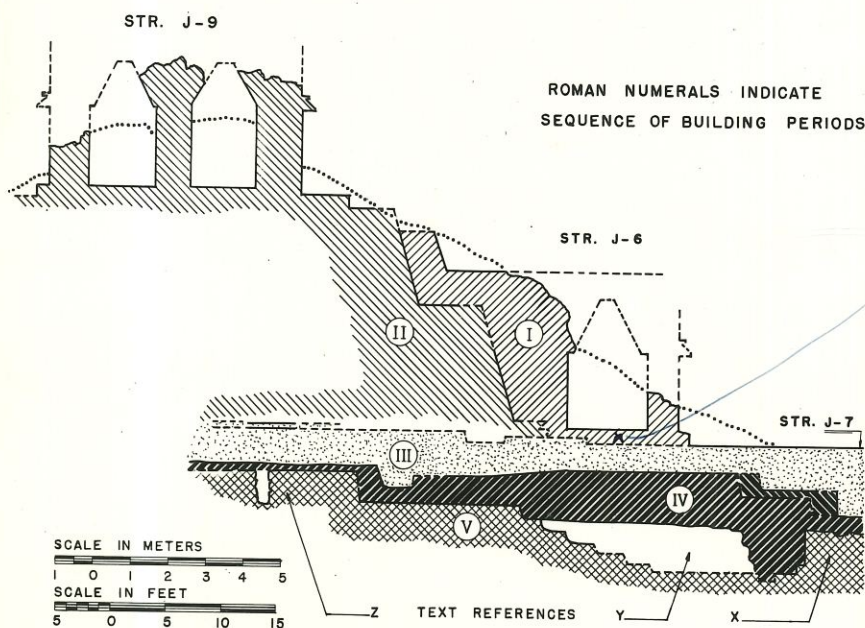 STR. J-9
ROMAN NUMERALS INDICATE
SEQUENCE OF BUILDING PERIODS
STR. J-6
II
I
STR. J-7
III
IV
V
SCALE IN METERS
1 0 1 2 3 4 5
SCALE IN FEET
5 0 5 10 15
Z TEXT REFERENCES Y X